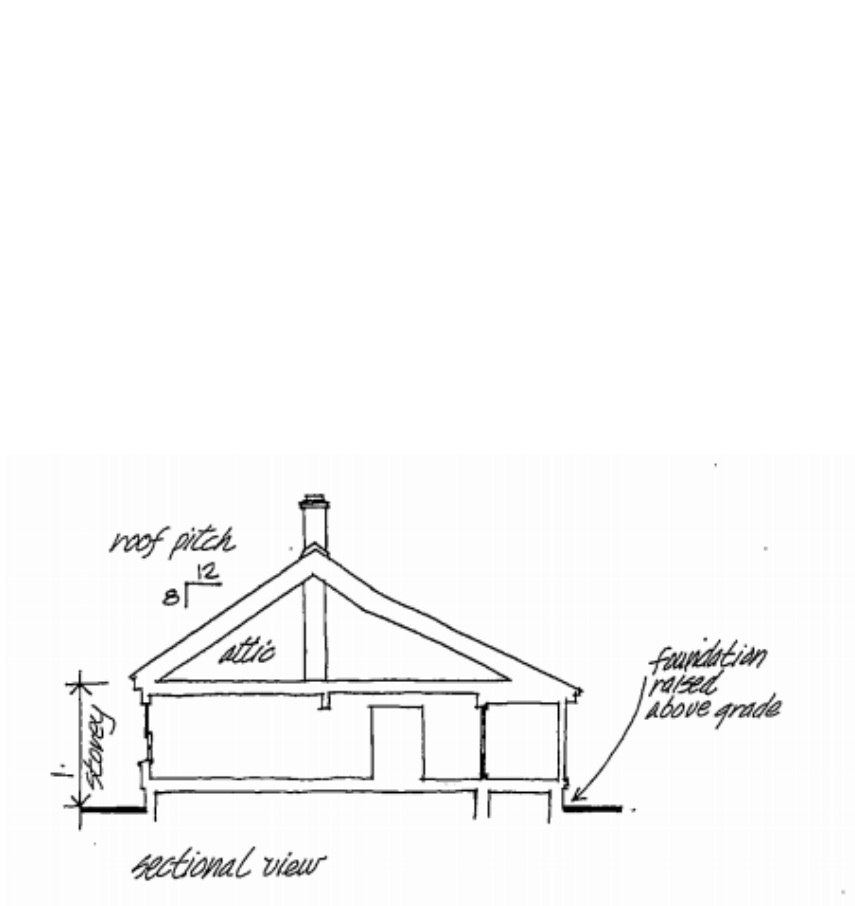 roof pitch
12
8
attic
1.
storey
foundation
raised
above grade
sectional view